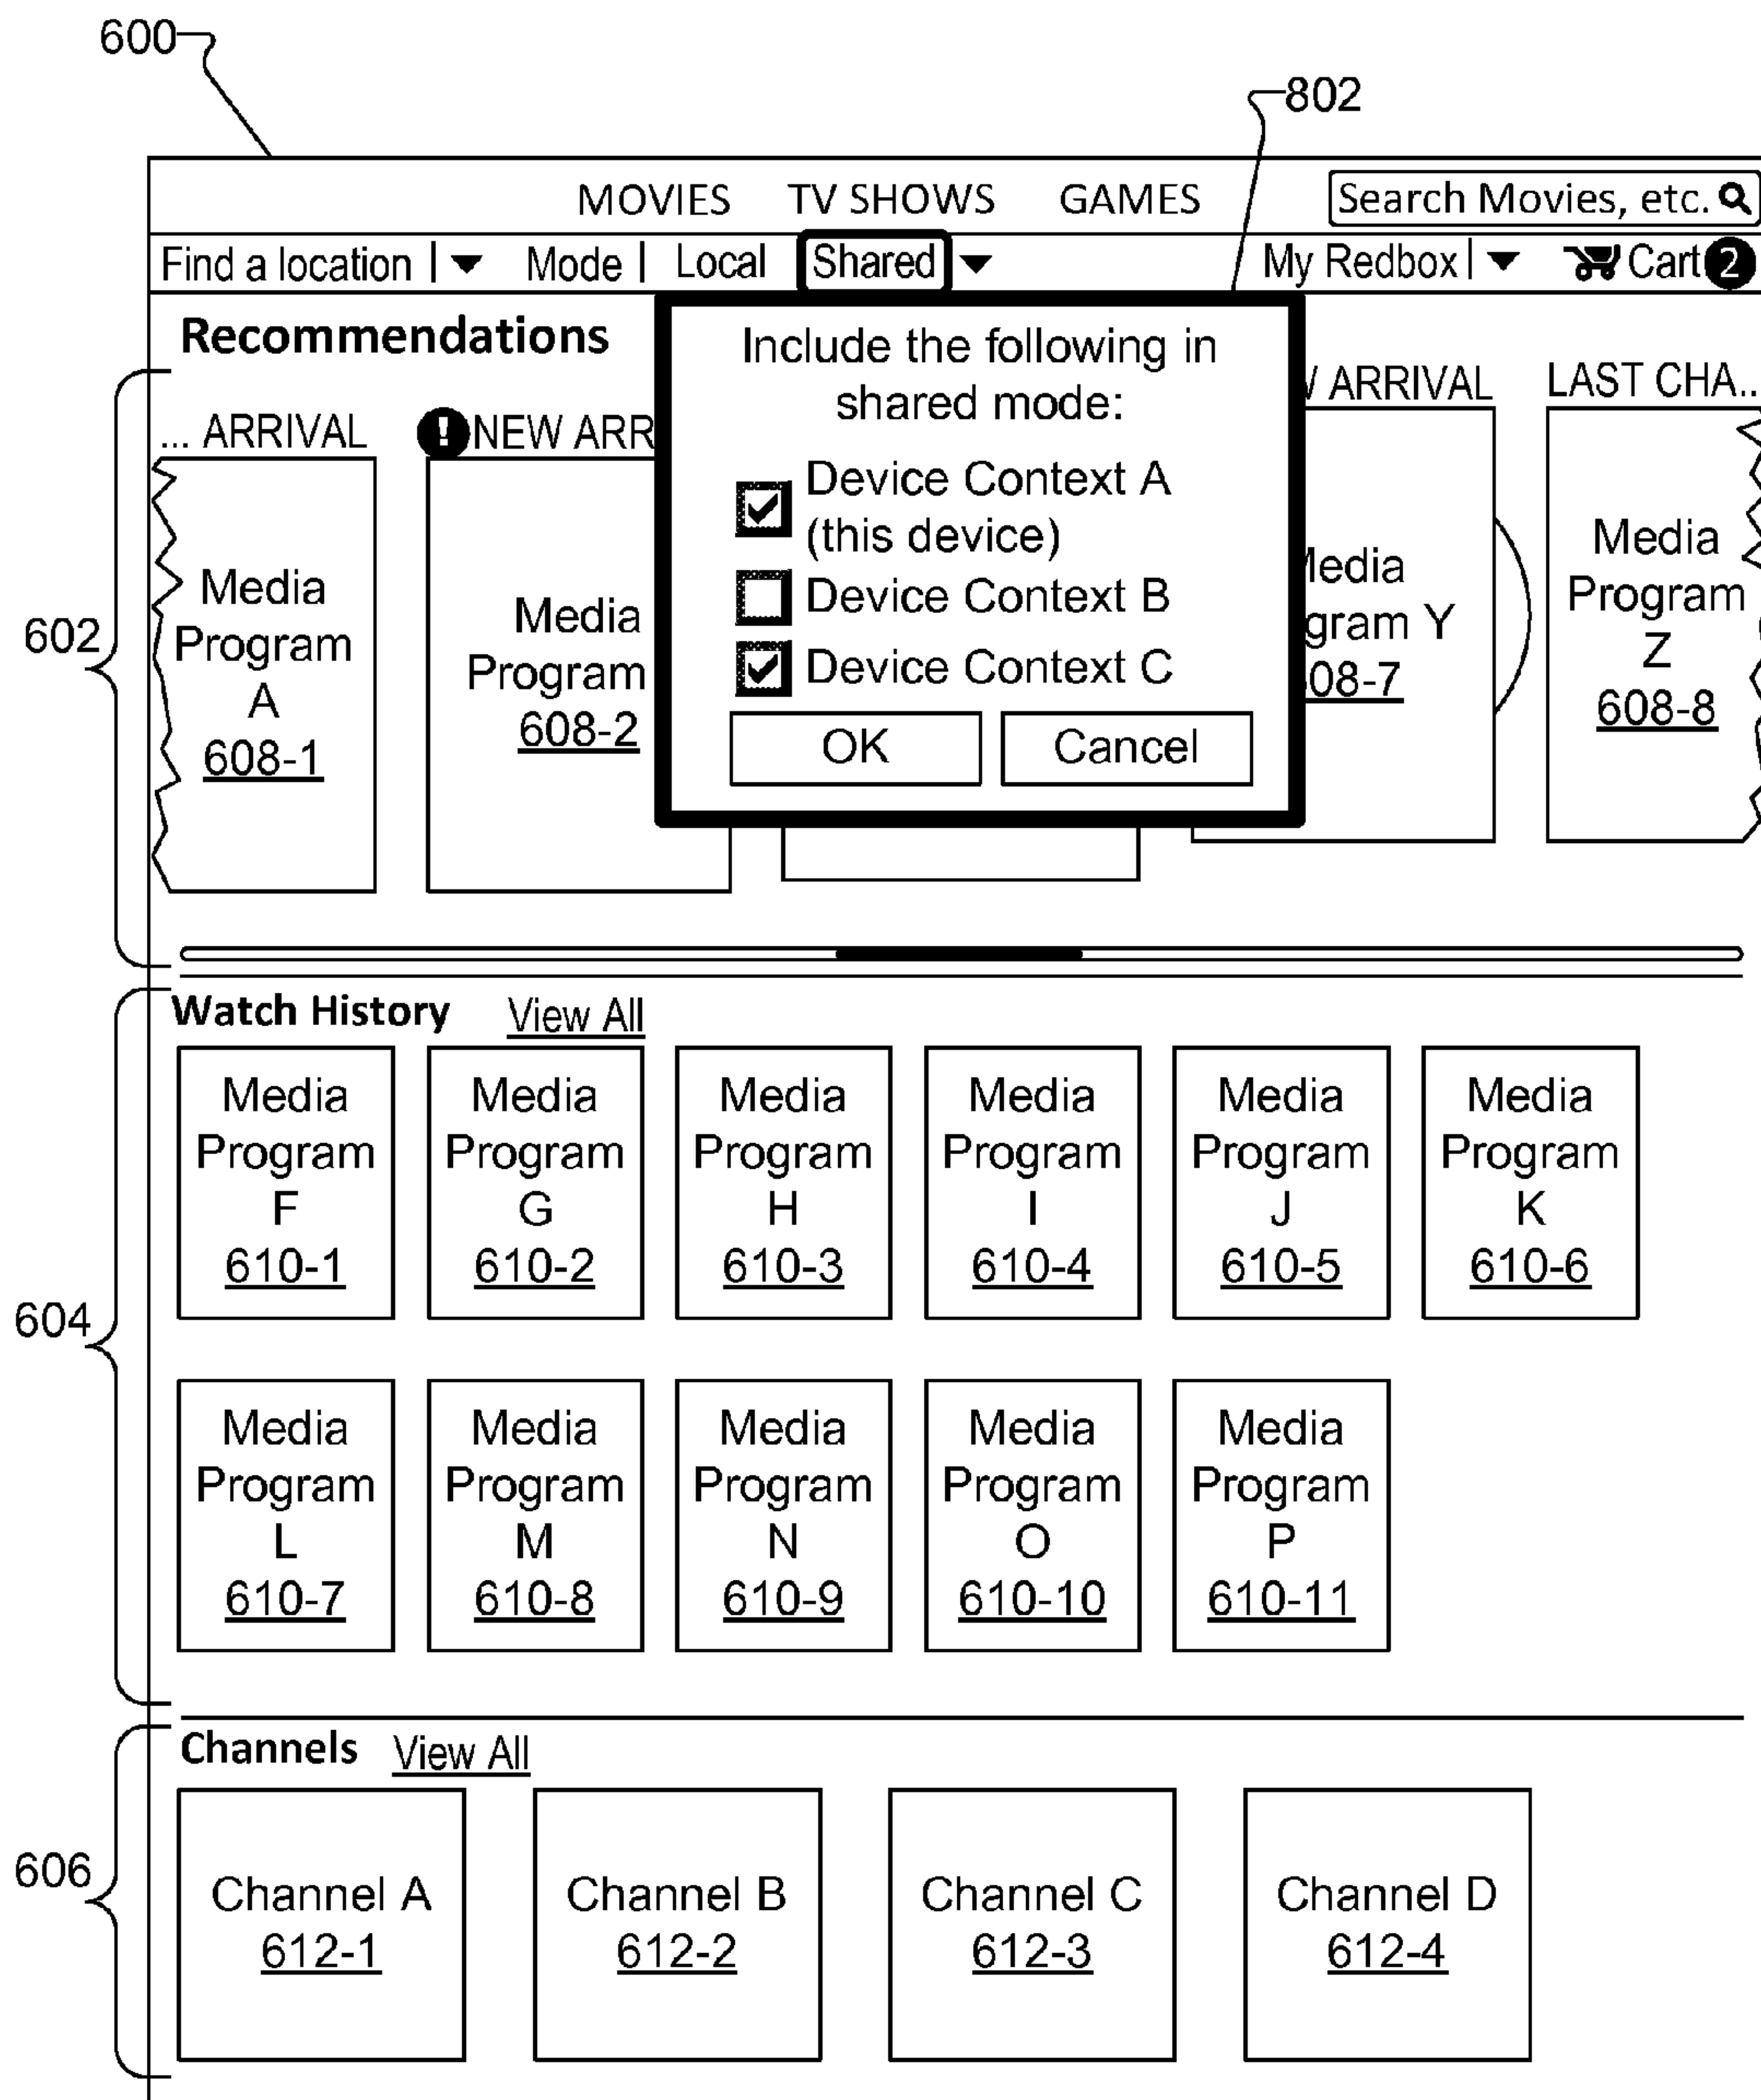 600
802
MOVIES TV SHOWS GAMES Search Movies, etc.
Find a location Mode Local Shared My Redbox Cart 2
Recommendations
Include the following in
shared mode:
Device Context A
(this device)
Device Context B
Device Context C
OK Cancel
602
... ARRIVAL
Media
Program
A
608-1
! NEW ARR
Media
Program
608-2
ARRIVAL
edia
gram Y
08-7
LAST CHA...
Media
Program
Z
608-8
604
Watch History View All
Media
Program
F
610-1
Media
Program
G
610-2
Media
Program
H
610-3
Media
Program
I
610-4
Media
Program
J
610-5
Media
Program
K
610-6
Media
Program
L
610-7
Media
Program
M
610-8
Media
Program
N
610-9
Media
Program
O
610-10
Media
Program
P
610-11
606
Channels View All
Channel A
612-1
Channel B
612-2
Channel C
612-3
Channel D
612-4